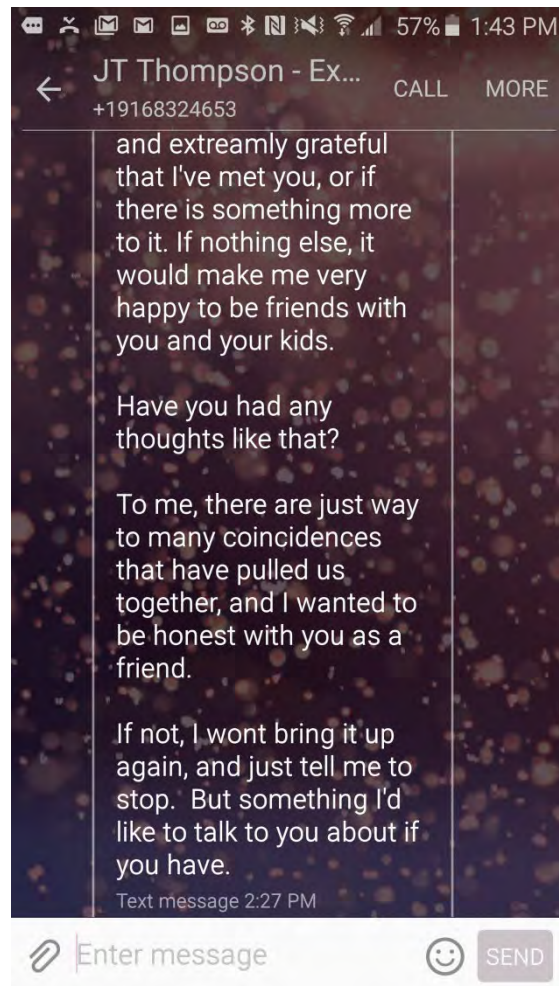 57% 1:43 PM
JT Thompson - Ex...
CALL MORE
+19168324653
and extreamly grateful
that I've met you, or if
there is something more
to it. If nothing else, it
would make me very
happy to be friends with
you and your kids.
Have you had any
thoughts like that?
To me, there are just way
to many coincidences
that have pulled us
together, and I wanted to
be honest with you as a
friend.
If not, I wont bring it up
again, and just tell me to
stop.  But something I'd
like to talk to you about if
you have.
Text message 2:27 PM
Enter message
SEND